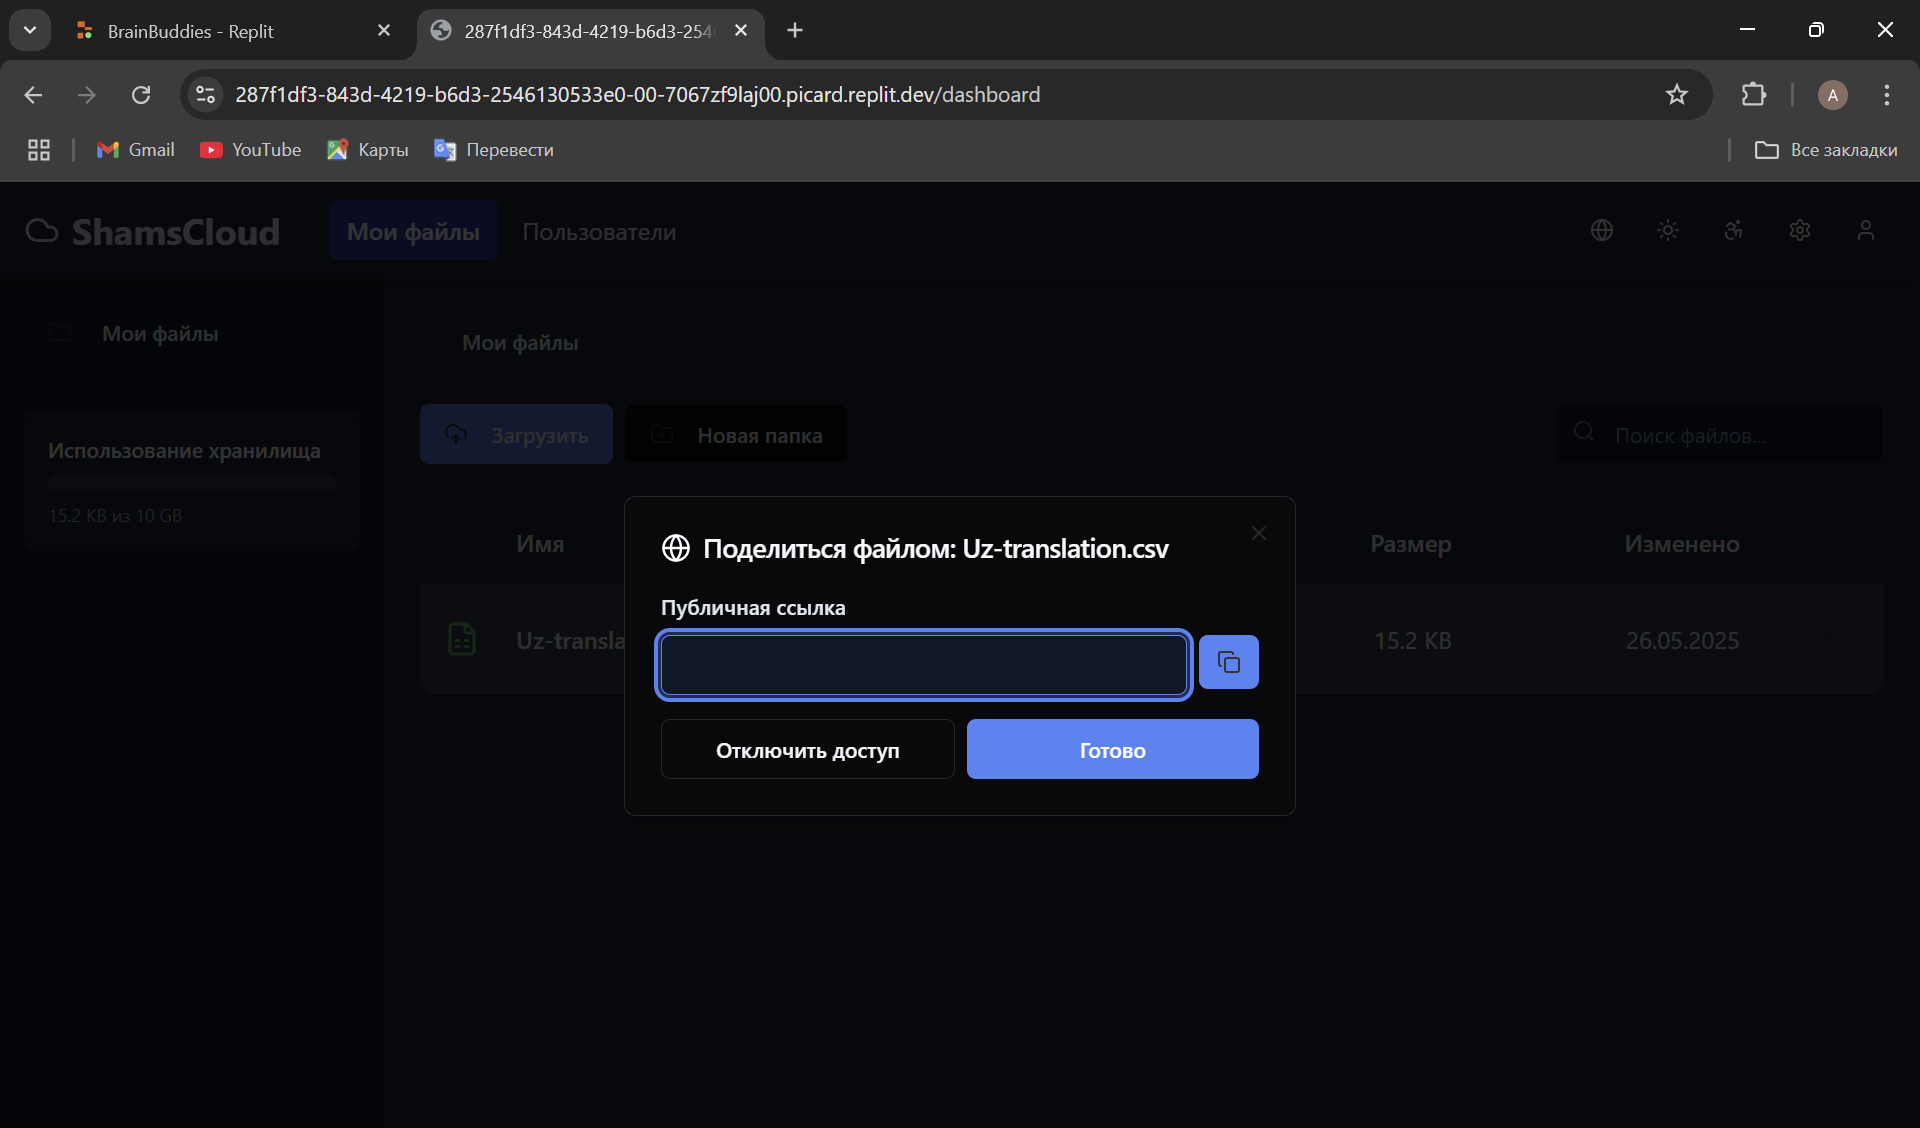 BrainBuddies - Replit
287f1df3-843d-4219-b6d3-254
287f1df3-843d-4219-b6d3-2546130533e0-00-7067zf9laj00.picard.replit.dev/dashboard
A
Gmail
YouTube
Карты
Перевести
Все закладки
ShamsCloud
Мои файлы
Пользователи
Мои файлы
Мои файлы
Загрузить
Новая папка
Поиск файлов...
Использование хранилища
15.2 KB из 10 GB
Имя
Размер
Изменено
Uz-transla
15.2 KB
26.05.2025
Поделиться файлом: Uz-translation.csv
Публичная ссылка
Отключить доступ
Готово